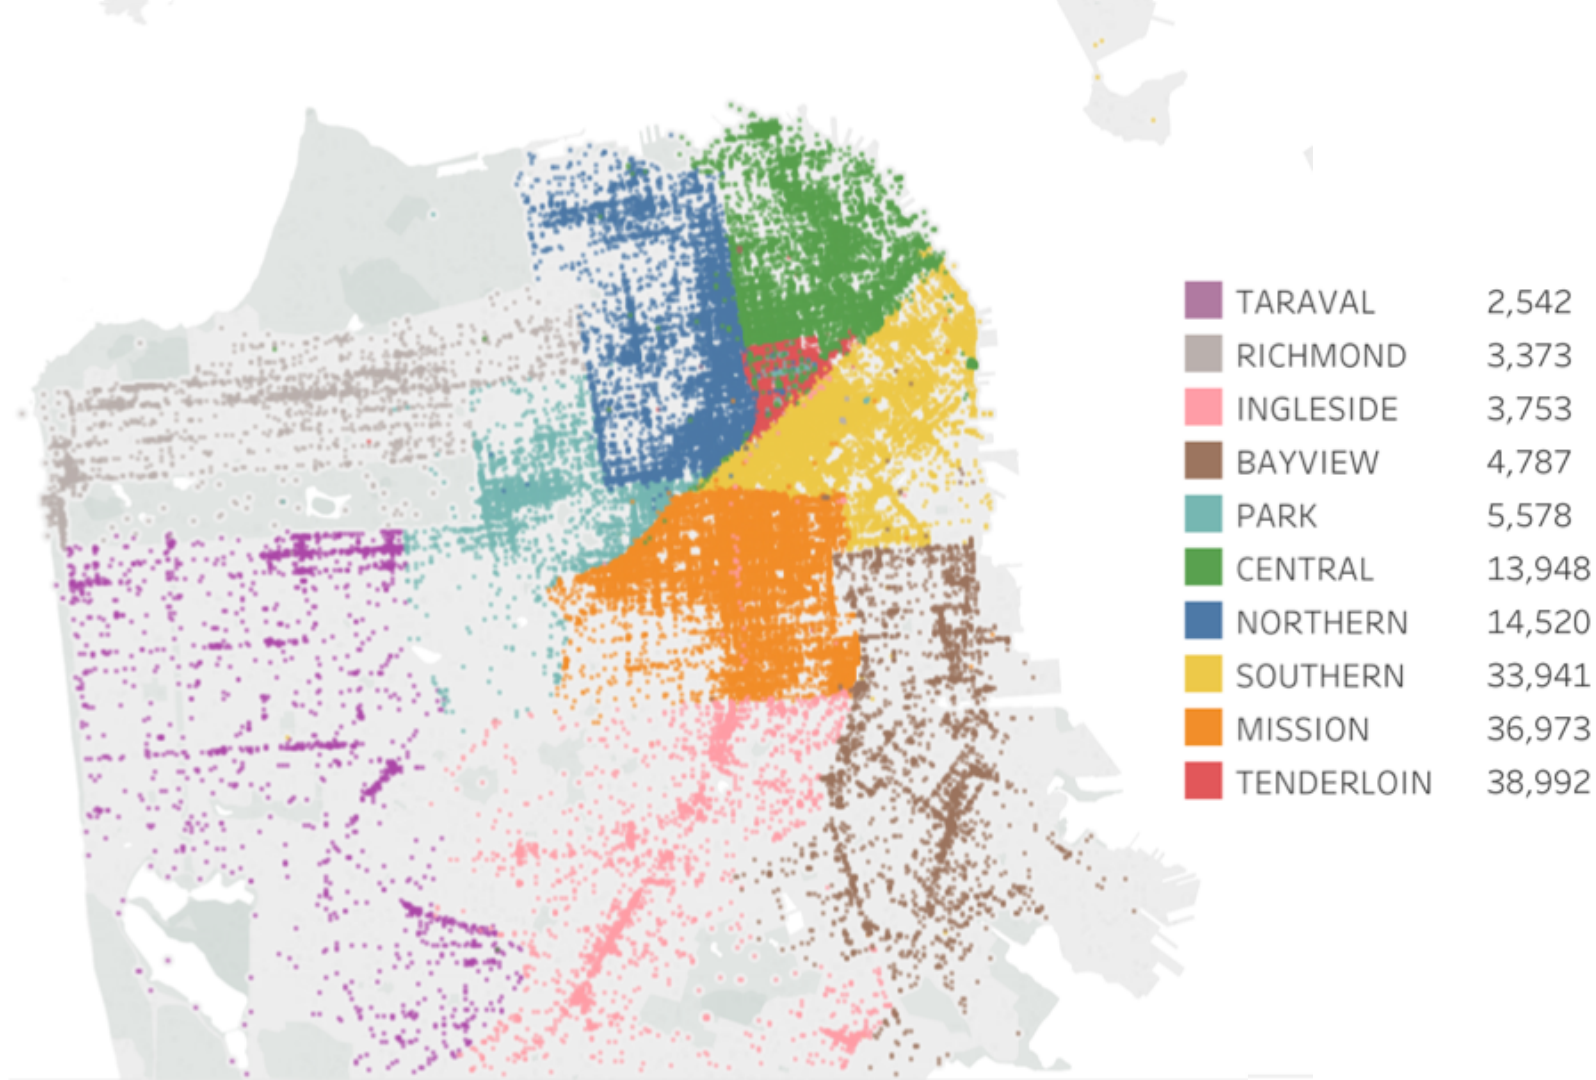 TARAVAL 2,542
RICHMOND 3,373
INGLESIDE 3,753
BAYVIEW 4,787
PARK 5,578
CENTRAL 13,948
NORTHERN 14,520
SOUTHERN 33,941
MISSION 36,973
TENDERLOIN 38,992